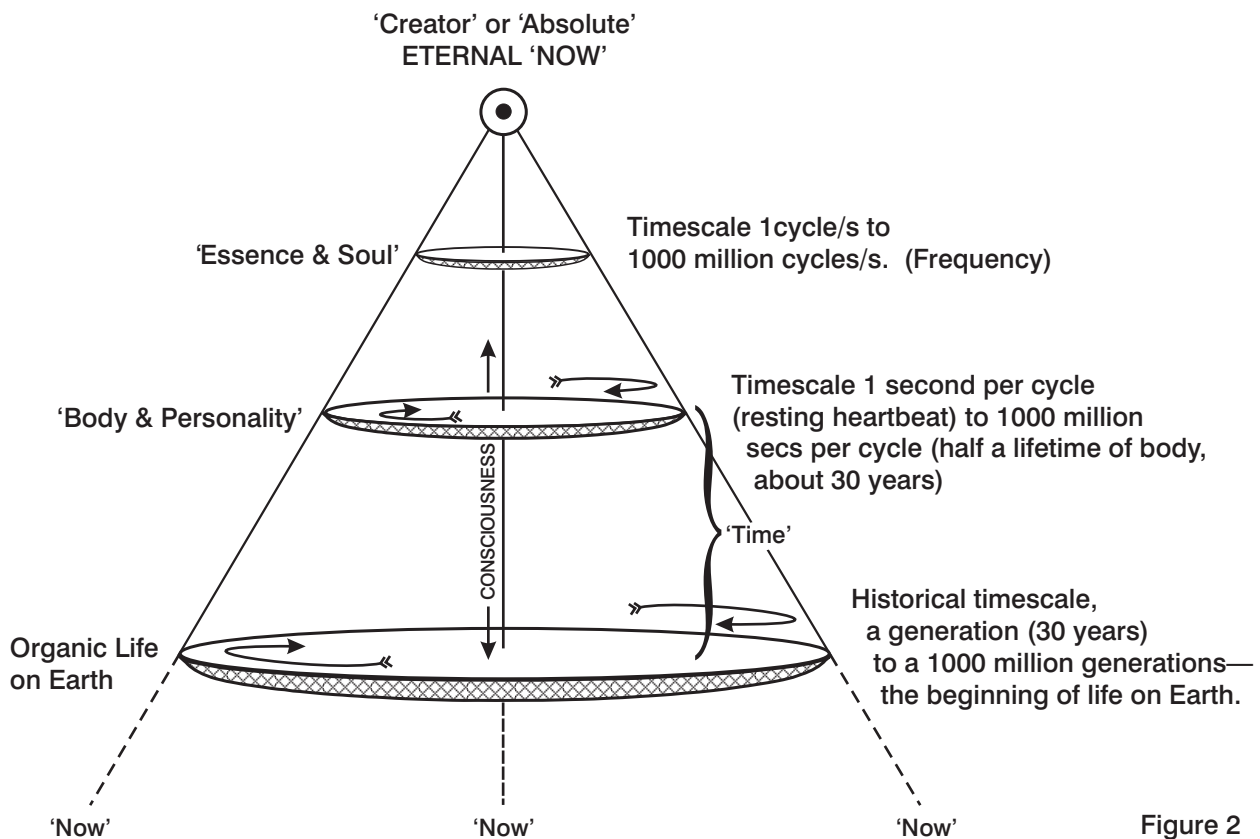 ‘Creator’ or ‘Absolute’
ETERNAL ‘NOW’
‘Essence & Soul’
Timescale 1cycle/s to
1000 million cycles/s. (Frequency)
‘Body & Personality’
Timescale 1 second per cycle
(resting heartbeat) to 1000 million
secs per cycle (half a lifetime of body,
about 30 years)
CONSCIOUSNESS
‘Time’
Organic Life
on Earth
Historical timescale,
a generation (30 years)
to a 1000 million generations—
the beginning of life on Earth.
‘Now’
‘Now’
‘Now’
Figure 2